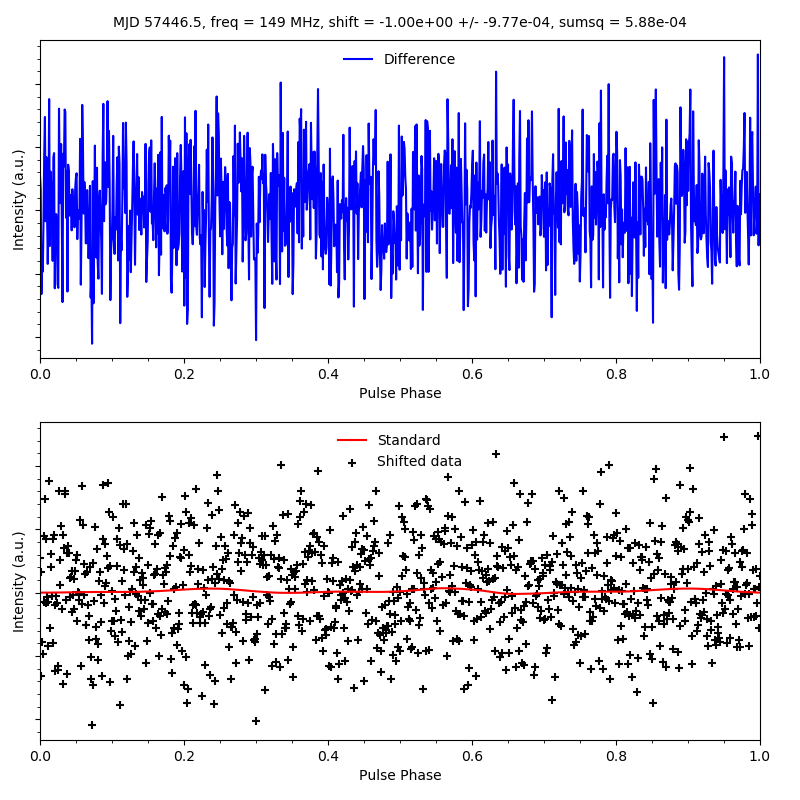 MJD 57446.5, freq = 149 MHz, shift = -1.00e+00 +/- -9.77e-04, sumsq = 5.88e-04
Difference
Intensity (a.u.)
0.0 0.2 0.4 0.6 0.8 1.0
Pulse Phase
Standard
Shifted data
Intensity (a.u.)
0.0 0.2 0.4 0.6 0.8 1.0
Pulse Phase